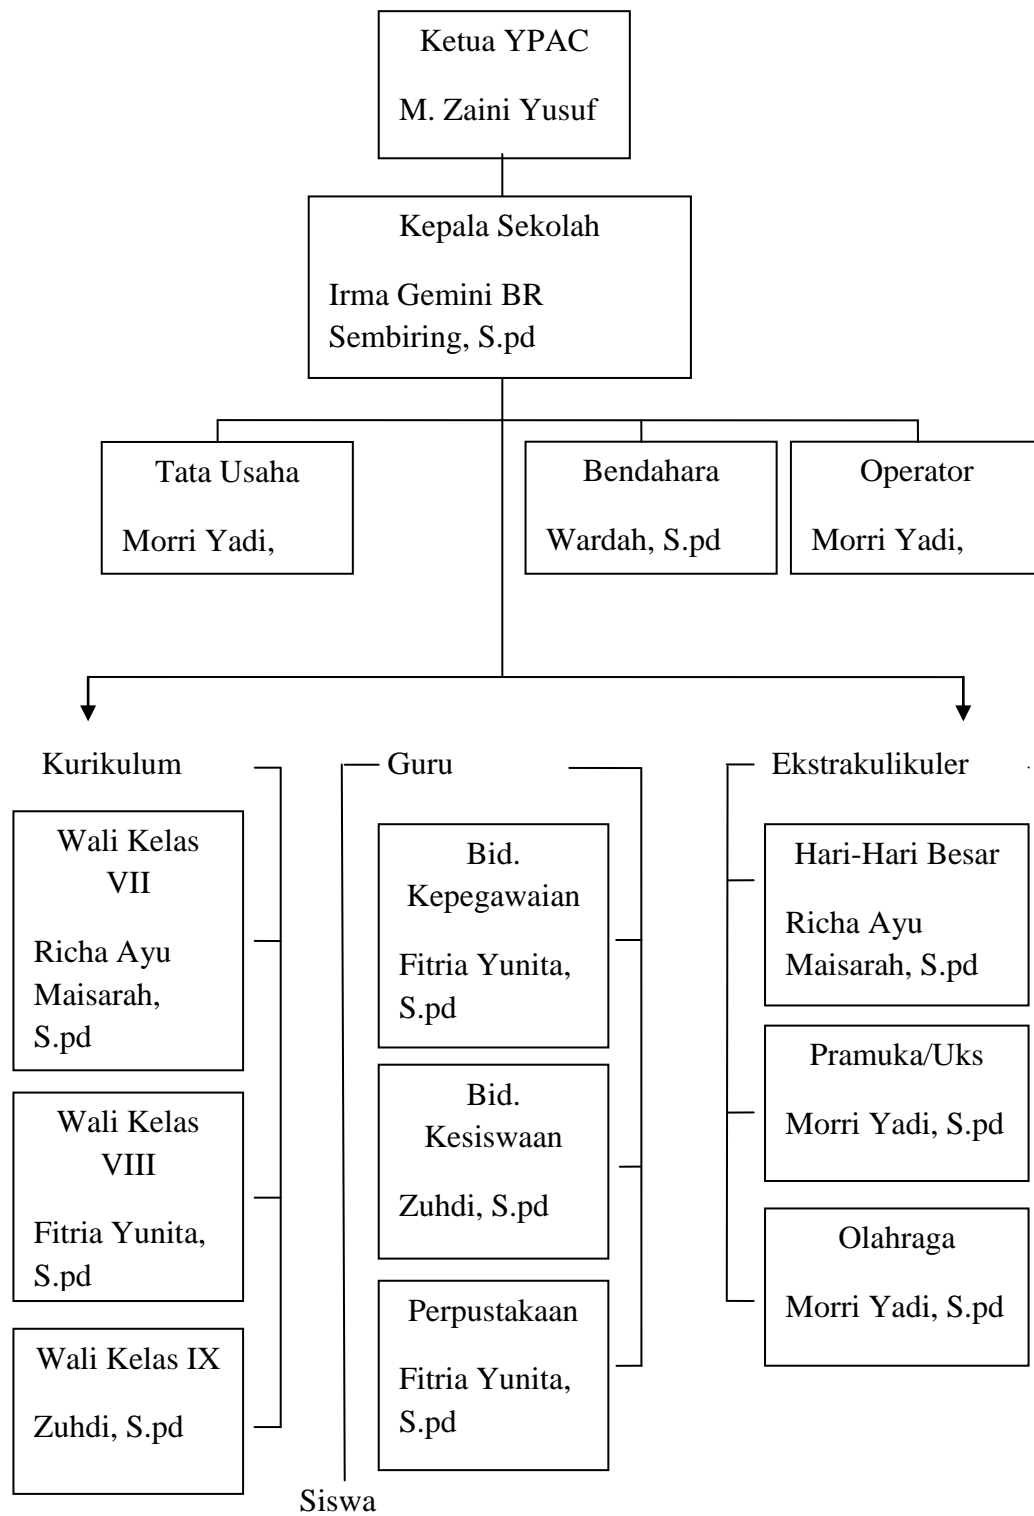 Ketua YPAC
M. Zaini Yusuf
Kepala Sekolah
Irma Gemini BR
Sembiring, S.pd
Tata Usaha
Morri Yadi,
Bendahara
Wardah, S.pd
Operator
Morri Yadi,
Kurikulum
Wali Kelas
VII
Richa Ayu
Maisarah,
S.pd
Wali Kelas
VIII
Fitria Yunita,
S.pd
Wali Kelas IX
Zuhdi, S.pd
Guru
Bid.
Kepegawaian
Fitria Yunita,
S.pd
Bid.
Kesiswaan
Zuhdi, S.pd
Perpustakaan
Fitria Yunita,
S.pd
Siswa
Ekstrakulikuler
Hari-Hari Besar
Richa Ayu
Maisarah, S.pd
Pramuka/Uks
Morri Yadi, S.pd
Olahraga
Morri Yadi, S.pd